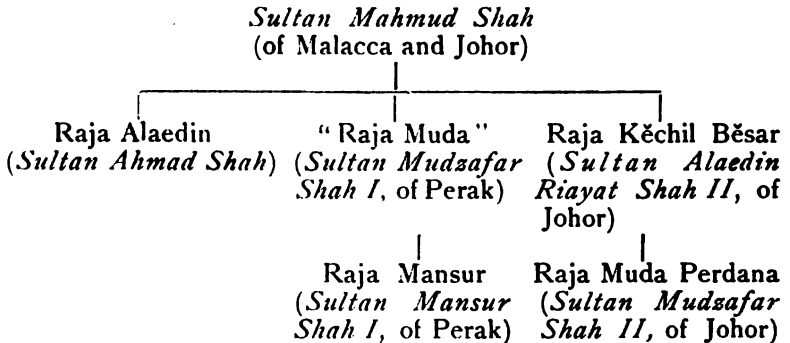 Sultan Mahmud Shah
(of Malacca and Johor)
Raja Alaedin
(Sultan Ahmad Shah)
"Raja Muda"
(Sultan Mudzafar
Shah I, of Perak)
Raja Kĕchil Bĕsar
(Sultan Alaedin
Riayat Shah II, of
Johor)
Raja Mansur
(Sultan Mansur
Shah I, of Perak)
Raja Muda Perdana
(Sultan Mudzafar
Shah II, of Johor)